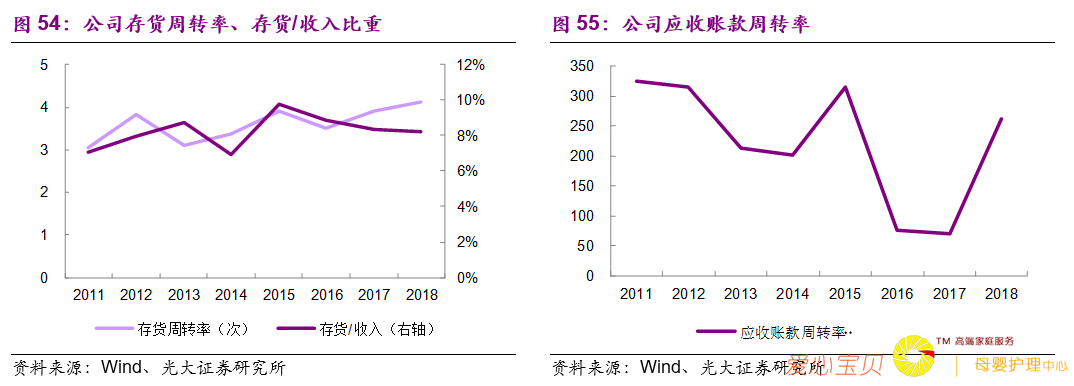 图 54：公司存货周转率、存货/收入比重
5
4
3
2
1
0
12%
10%
8%
6%
4%
2%
0%
2011 2012 2013 2014 2015 2016 2017 2018
存货周转率（次） 存货/收入（右轴）
资料来源：Wind、光大证券研究所
图 55：公司应收账款周转率
350
300
250
200
150
100
50
0
2011 2012 2013 2014 2015 2016 2017 2018
应收账款周转率
资料来源：Wind、光大证券研究所
爱心宝贝
TM 高端家庭服务
母婴护理中心